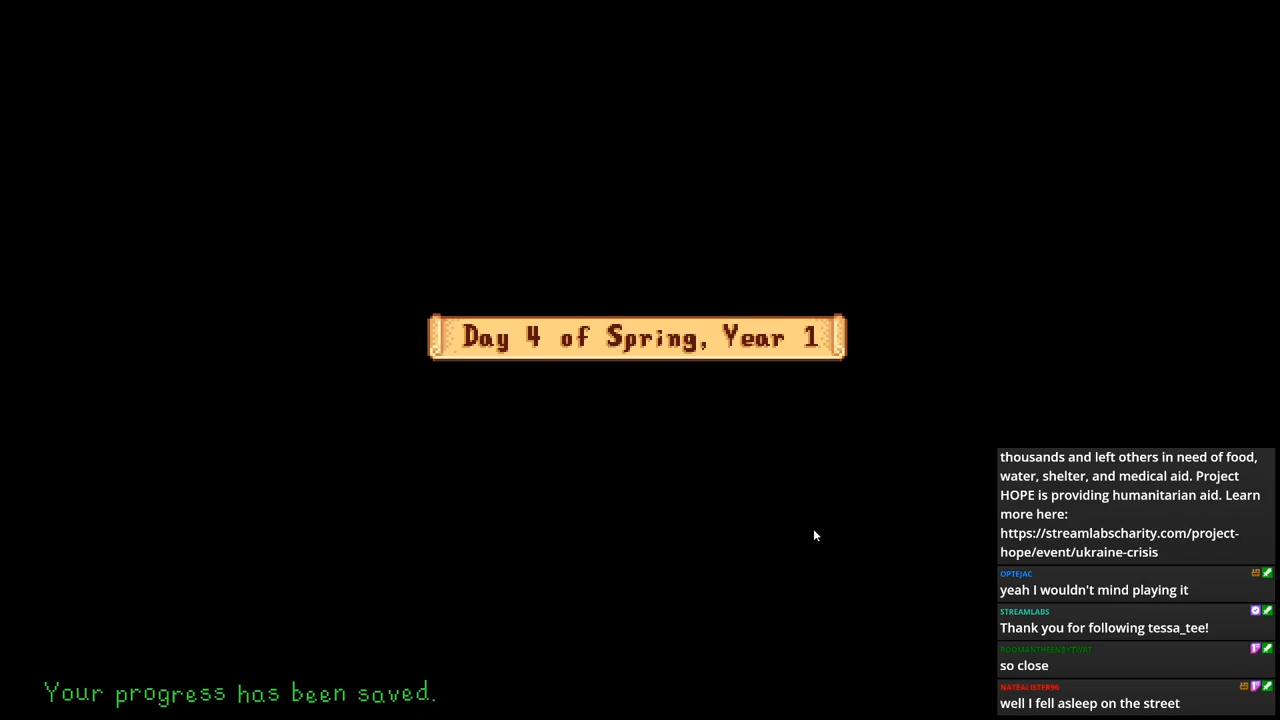 Day 4 of Spring, Year 1
thousands and left others in need of food,
water, shelter, and medical aid. Project
HOPE is providing humanitarian aid. Learn
more here:
https://streamlabscharity.com/project-
hope/event/ukraine-crisis
OPTEJAC
yeah I wouldn't mind playing it
STREAMLABS
Thank you for following tessa_tee!
so close
NATEALISTER96
well I fell asleep on the street
Your progress has been saved.